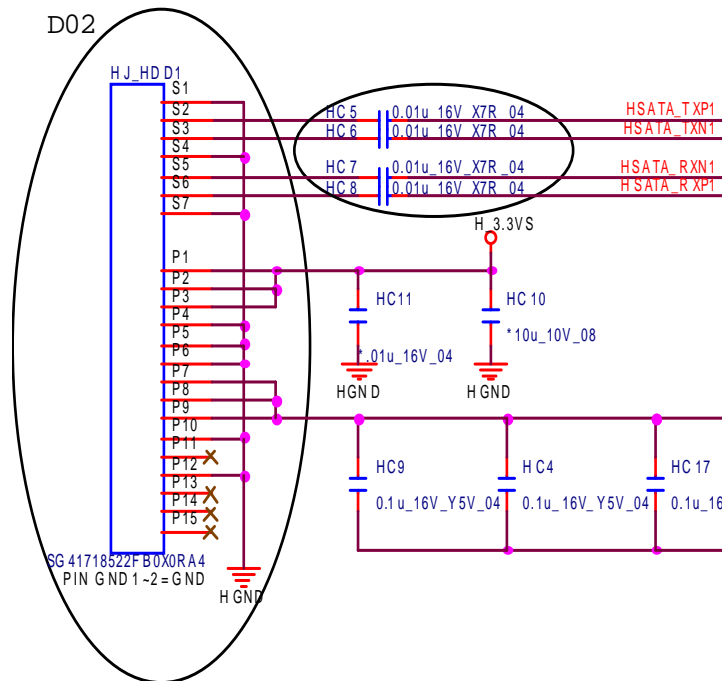 D02
HJ_HDD1
S1
S2
HC5 0.01u_16V_X7R_04 HSATA_TXP1
S3
HC6 0.01u_16V_X7R_04 HSATA_TXN1
S4
S5
HC7 0.01u_16V_X7R_04 HSATA_RXN1
S6
HC8 0.01u_16V_X7R_04 HSATA_RXP1
S7
H_3.3VS
P1
P2
HC11 HC10
P3
P4
*10u_10V_08
P5
*.01u_16V_04
P6
P7
HGND HGND
P8
P9
P10
P11
P12
HC9 HC4 HC17
P13
P14
0.1u_16V_Y5V_04 0.1u_16V_Y5V_04 0.1u_16
P15
SG41718522FB0X0RA4
PIN GND1~2=GND
HGND